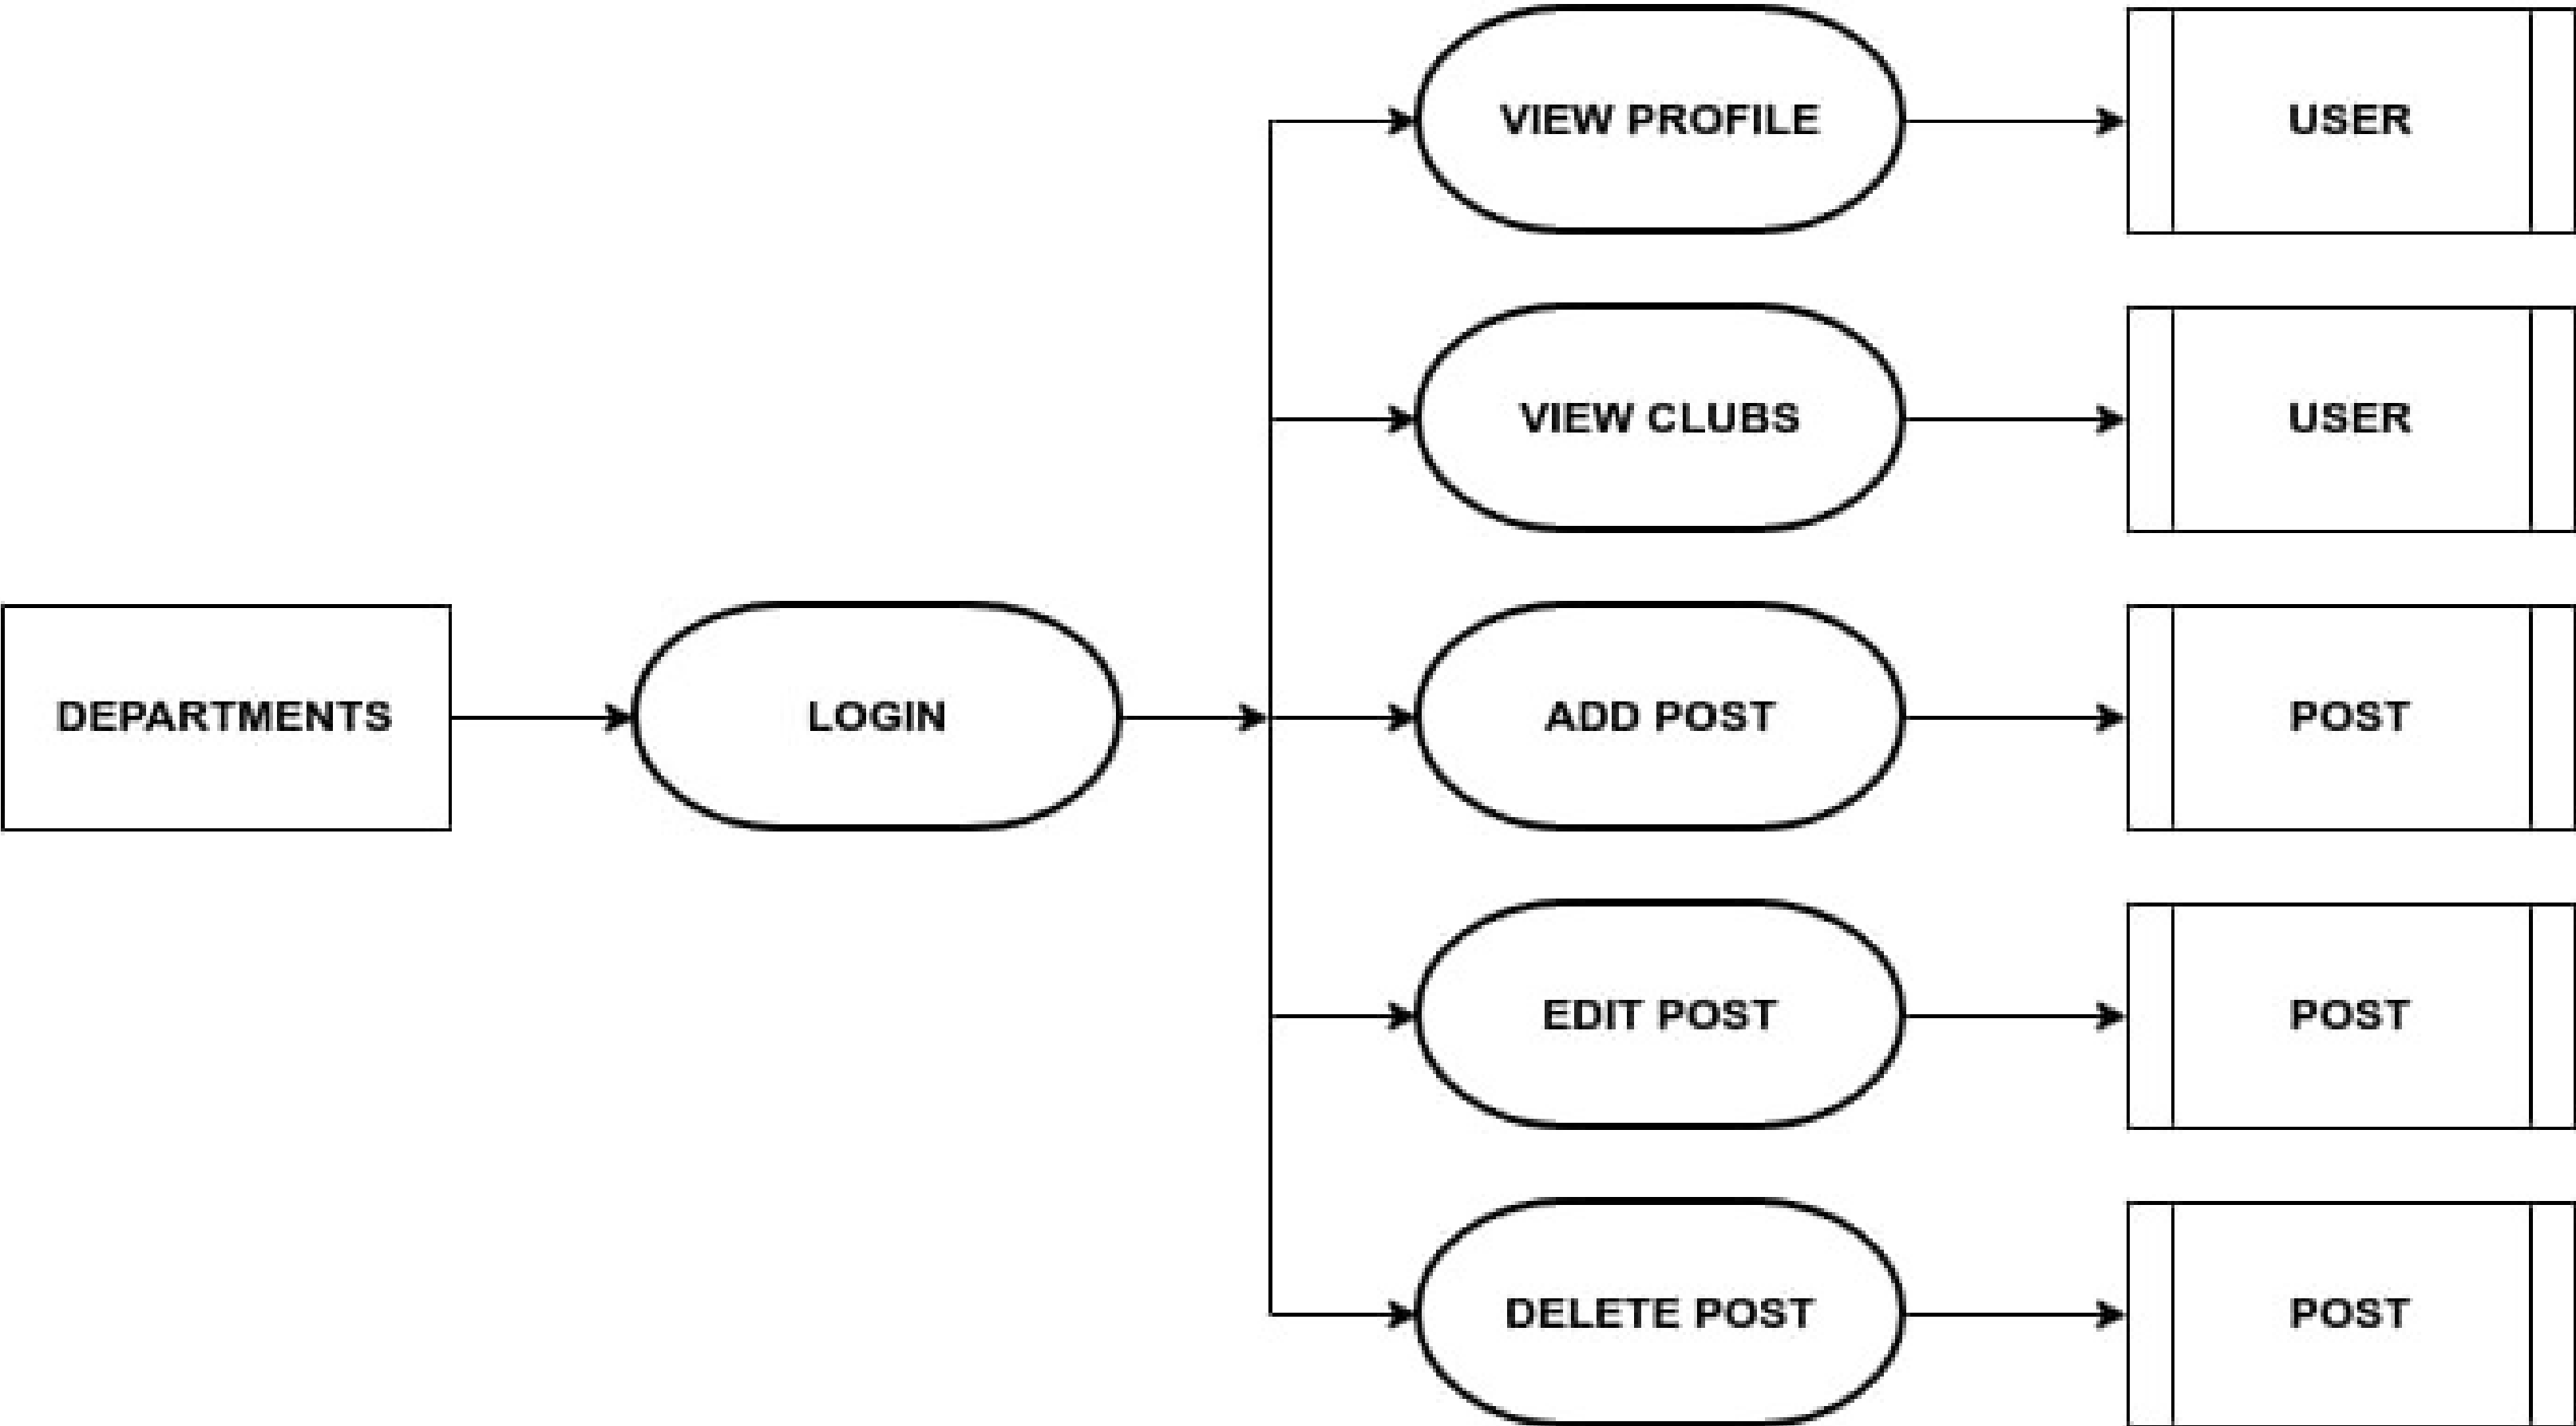 VIEW PROFILE
USER
VIEW CLUBS
USER
DEPARTMENTS
LOGIN
ADD POST
POST
EDIT POST
POST
DELETE POST
POST